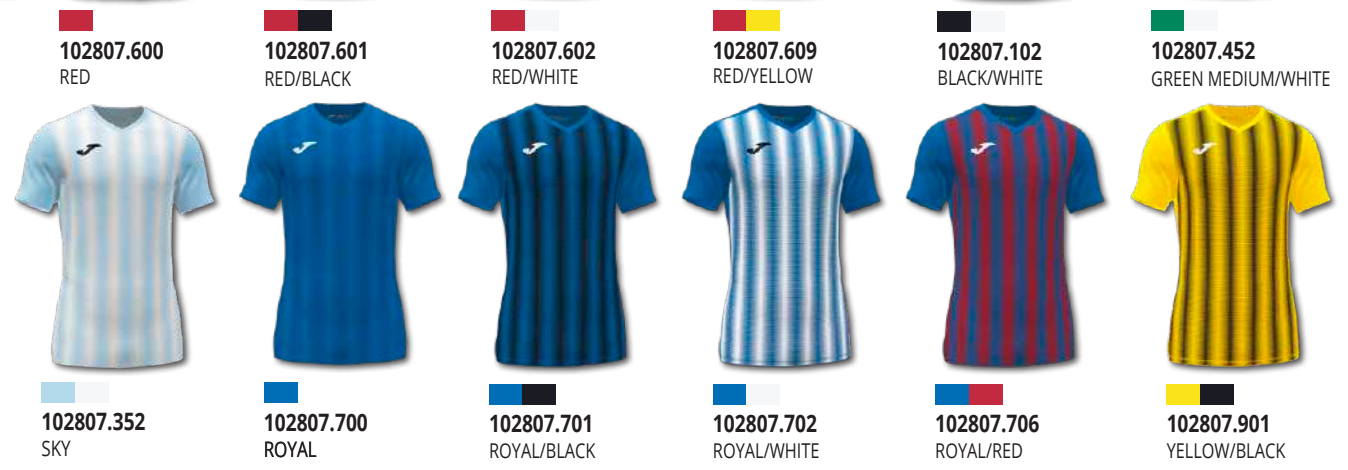 102807.600
RED
102807.601
RED/BLACK
102807.602
RED/WHITE
102807.609
RED/YELLOW
102807.102
BLACK/WHITE
102807.452
GREEN MEDIUM/WHITE
102807.352
SKY
102807.700
ROYAL
102807.701
ROYAL/BLACK
102807.702
ROYAL/WHITE
102807.706
ROYAL/RED
102807.901
YELLOW/BLACK